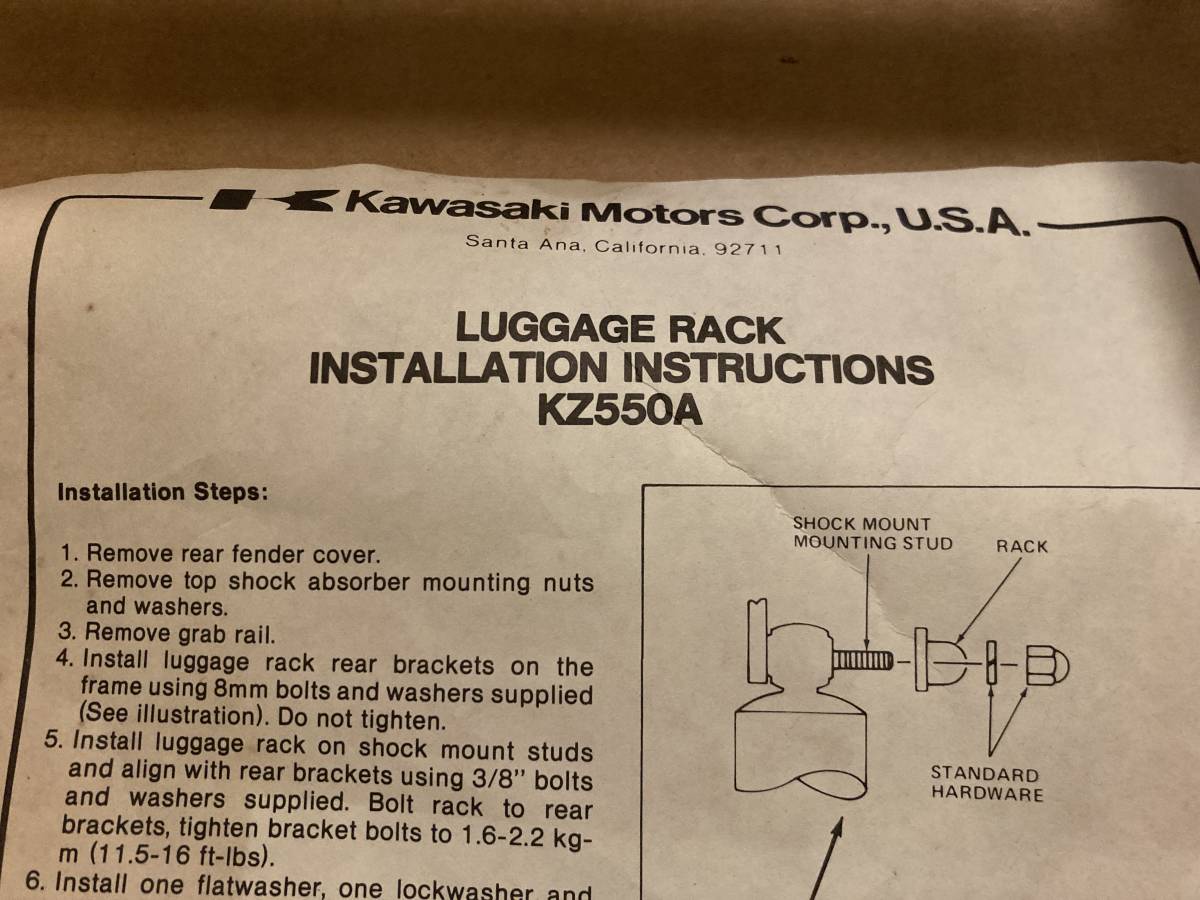 Kawasaki Motors Corp., U.S.A.
Santa Ana, California, 92711
LUGGAGE RACK
INSTALLATION INSTRUCTIONS
KZ550A
Installation Steps:
1. Remove rear fender cover.
2. Remove top shock absorber mounting nuts
and washers.
3. Remove grab rail.
4. Install luggage rack rear brackets on the
frame using 8mm bolts and washers supplied
(See illustration). Do not tighten.
5. Install luggage rack on shock mount studs
and align with rear brackets using 3/8" bolts
and washers supplied. Bolt rack to rear
brackets, tighten bracket bolts to 1.6-2.2 kg-
m (11.5-16 ft-lbs).
6. Install one flatwasher, one lockwasher and
SHOCK MOUNT
MOUNTING STUD
RACK
STANDARD
HARDWARE